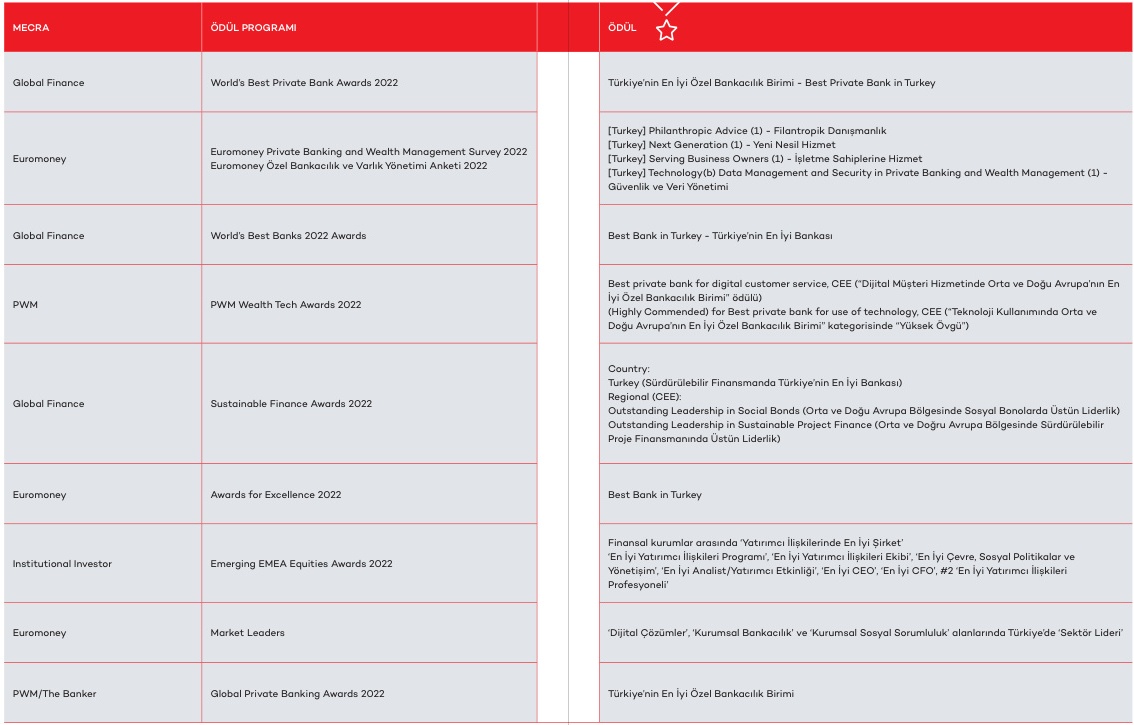 MECRA
ÖDÜL PROGRAMI
ÖDÜL
Global Finance
World's Best Private Bank Awards 2022
Türkiye'nin En İyi Özel Bankacılık Birimi - Best Private Bank in Turkey
Euromoney
Euromoney Private Banking and Wealth Management Survey 2022
Euromoney Özel Bankacılık ve Varlık Yönetimi Anketi 2022
[Turkey] Philanthropic Advice (1) - Filantropik Danışmanlık
[Turkey] Next Generation (1) - Yeni Nesil Hizmet
[Turkey] Serving Business Owners (1) - İşletme Sahiplerine Hizmet
[Turkey] Technology(b) Data Management and Security in Private Banking and Wealth Management (1) -
Güvenlik ve Veri Yönetimi
Global Finance
World's Best Banks 2022 Awards
Best Bank in Turkey - Türkiye'nin En İyi Bankası
PWM
PWM Wealth Tech Awards 2022
Best private bank for digital customer service, CEE ("Dijital Müşteri Hizmetinde Orta ve Doğu Avrupa'nın En
İyi Özel Bankacılık Birimi" ödülü)
(Highly Commended) for Best private bank for use of technology, CEE ("Teknoloji Kullanımında Orta ve
Doğu Avrupa'nın En İyi Özel Bankacılık Birimi" kategorisinde "Yüksek Övgü")
Global Finance
Sustainable Finance Awards 2022
Country:
Turkey (Sürdürülebilir Finansmanda Türkiye'nin En İyi Bankası)
Regional (CEE):
Outstanding Leadership in Social Bonds (Orta ve Doğu Avrupa Bölgesinde Sosyal Bonolarda Üstün Liderlik)
Outstanding Leadership in Sustainable Project Finance (Orta ve Doğru Avrupa Bölgesinde Sürdürülebilir
Proje Finansmanında Üstün Liderlik)
Euromoney
Awards for Excellence 2022
Best Bank in Turkey
Institutional Investor
Emerging EMEA Equities Awards 2022
Finansal kurumlar arasında 'Yatırımcı İlişkilerinde En İyi Şirket'
'En İyi Yatırımcı İlişkileri Programı', 'En İyi Yatırımcı İlişkileri Ekibi', 'En İyi Çevre, Sosyal Politikalar ve
Yönetişim', 'En İyi Analist/Yatırımcı Etkinliği', 'En İyi CEO', 'En İyi CFO', #2 'En İyi Yatırımcı İlişkileri
Profesyoneli'
Euromoney
Market Leaders
'Dijital Çözümler', 'Kurumsal Bankacılık' ve 'Kurumsal Sosyal Sorumluluk' alanlarında Türkiye'de 'Sektör Lideri'
PWM/The Banker
Global Private Banking Awards 2022
Türkiye'nin En İyi Özel Bankacılık Birimi